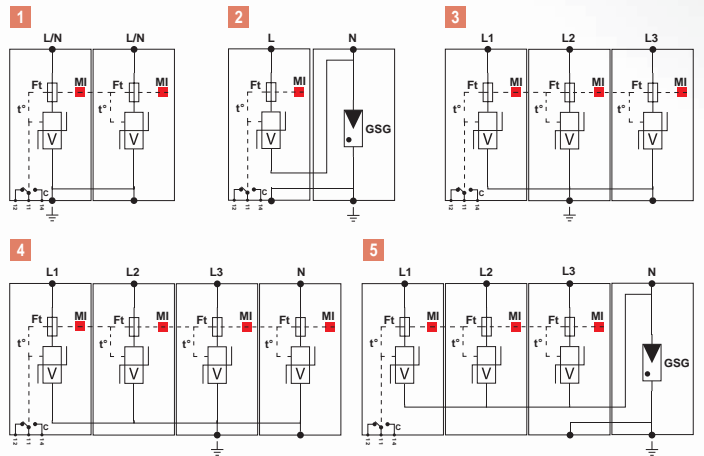 1
L/N L/N
Ft MI Ft MI
t° t°
V V
C
12 11 14
2
L N
Ft MI
t°
V GSG
C
12 11 14
3
L1 L2 L3
Ft MI Ft MI Ft MI
t° t° t°
V V V
C
12 11 14
4
L1 L2 L3 N
Ft MI Ft MI Ft MI Ft MI
t° t° t° t°
V V V V
C
12 11 14
5
L1 L2 L3 N
Ft MI Ft MI Ft MI
t° t° t°
V V V GSG
C
12 11 14